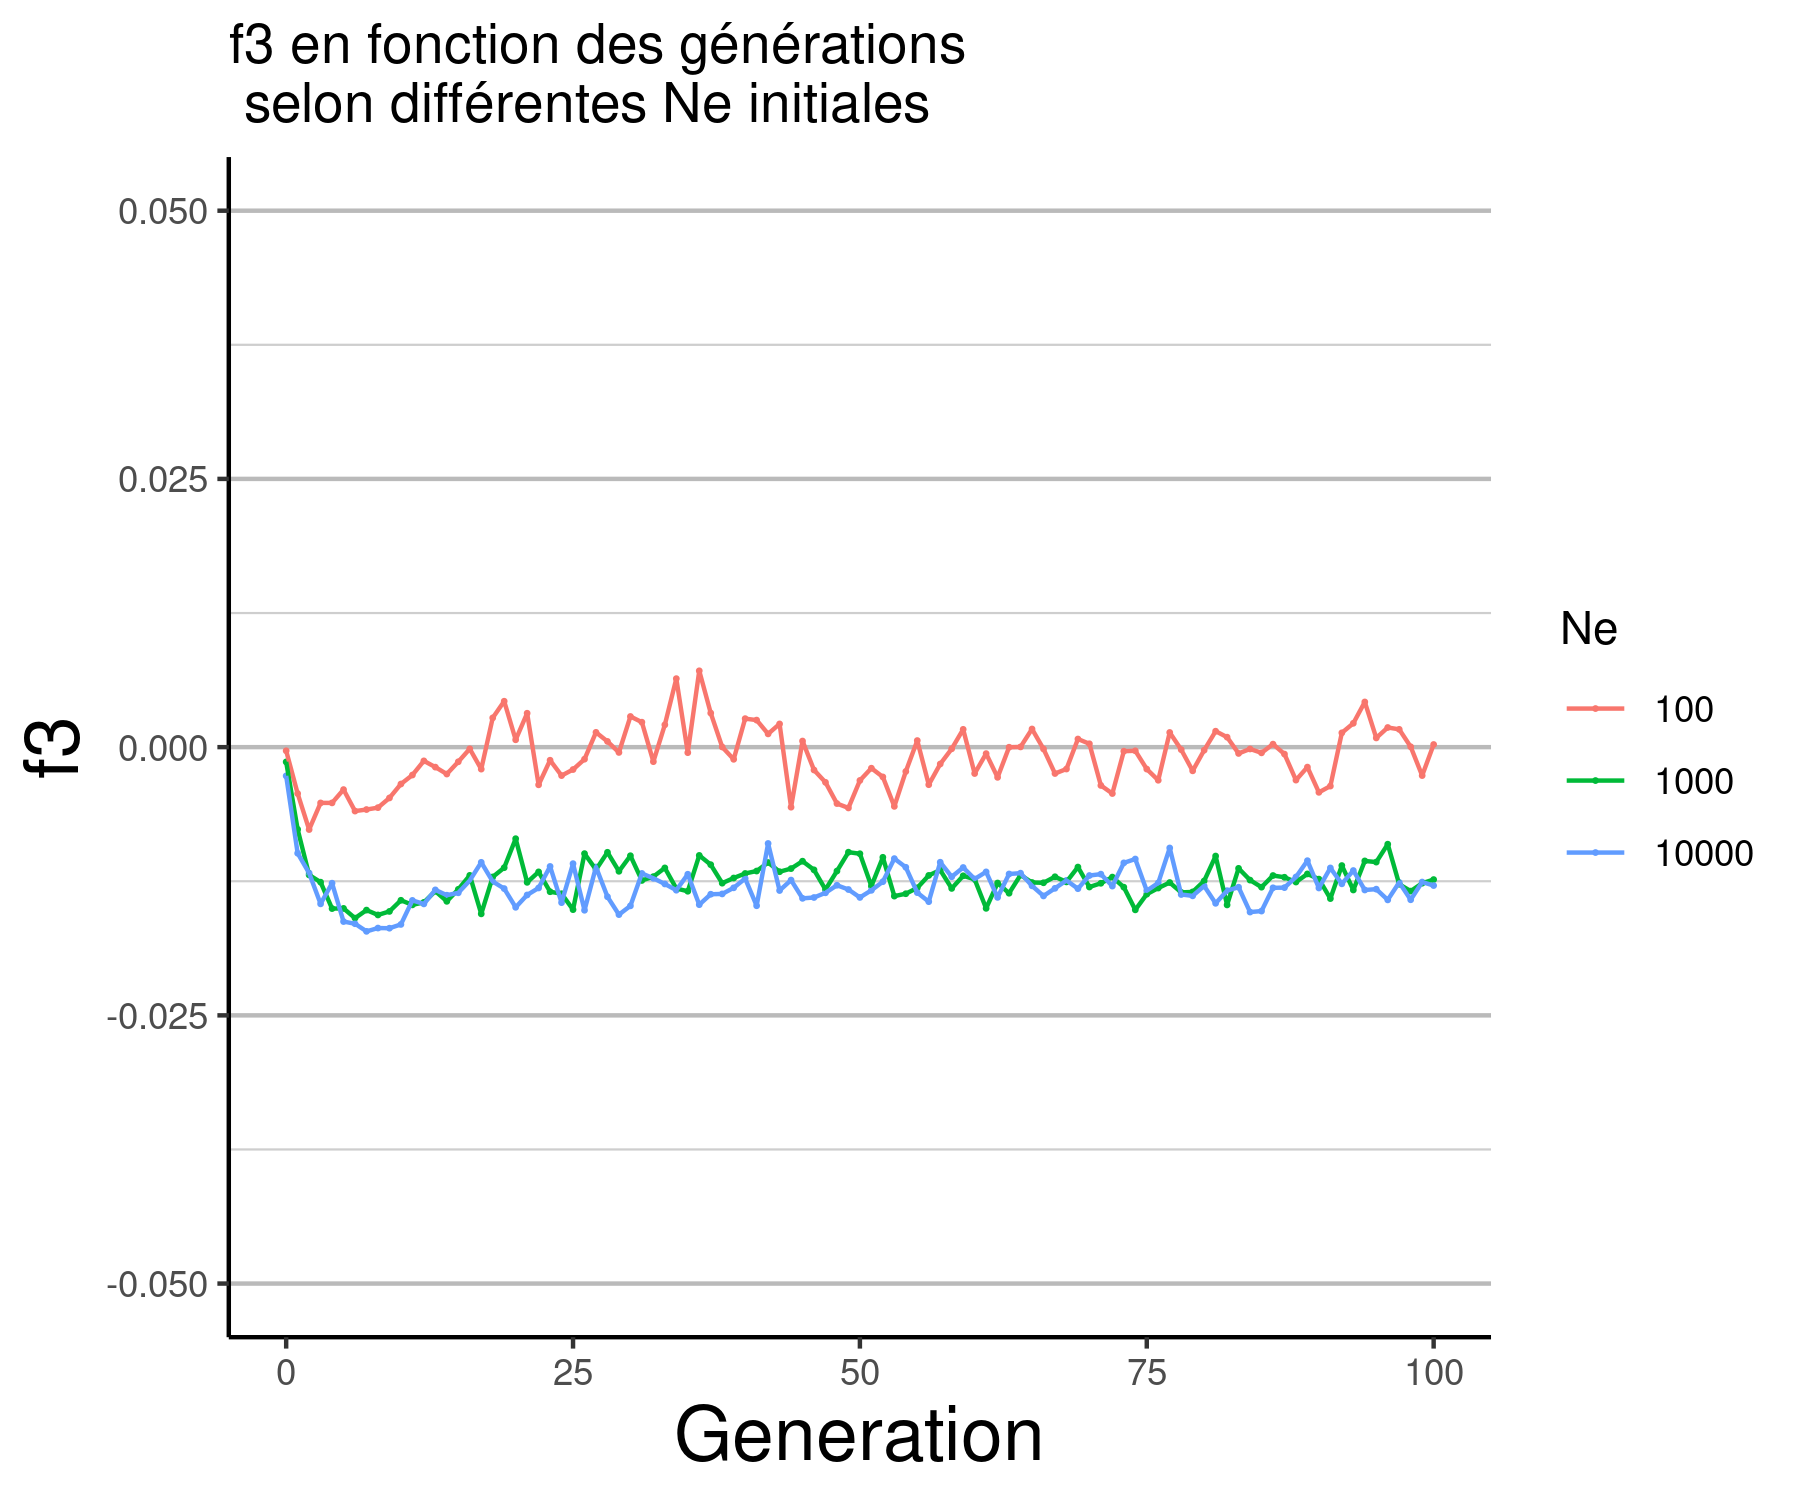 f3 en fonction des générations
selon différentes Ne initiales
0.050
0.025
0.000
-0.025
-0.050
f3
0 25 50 75 100
Generation
Ne
100
1000
10000